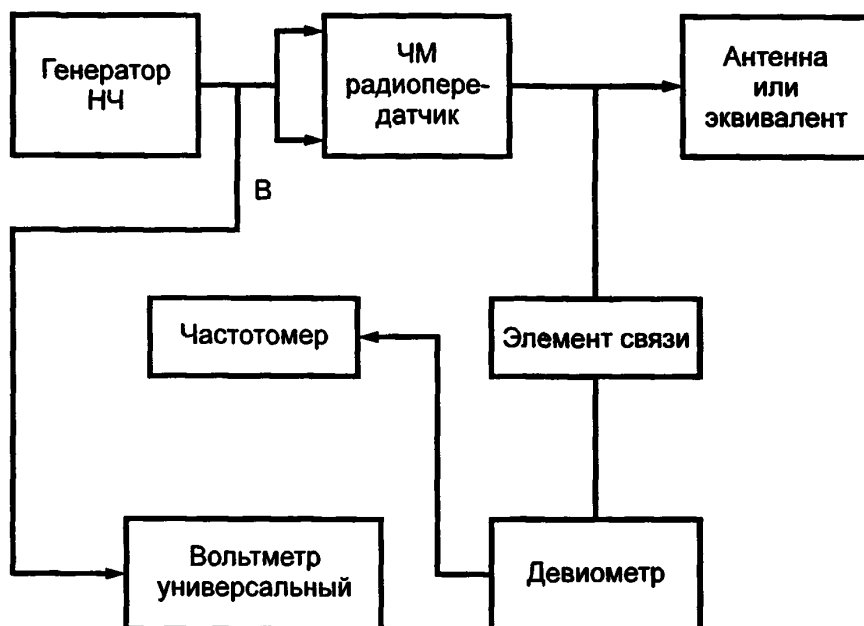 Генератор
НЧ
ЧМ
радиопере-
датчик
Антенна
или
эквивалент
В
Частотомер
Элемент связи
Вольтметр
универсальный
Девиометр